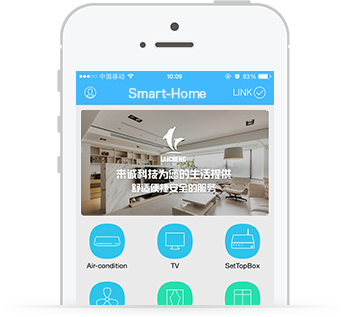 中国移动 10:09 83%
Smart-Home LINK
LAICHENG
来诚科技为您的生活提供
舒适便捷安全的服务
Air-condition TV SetTopBox